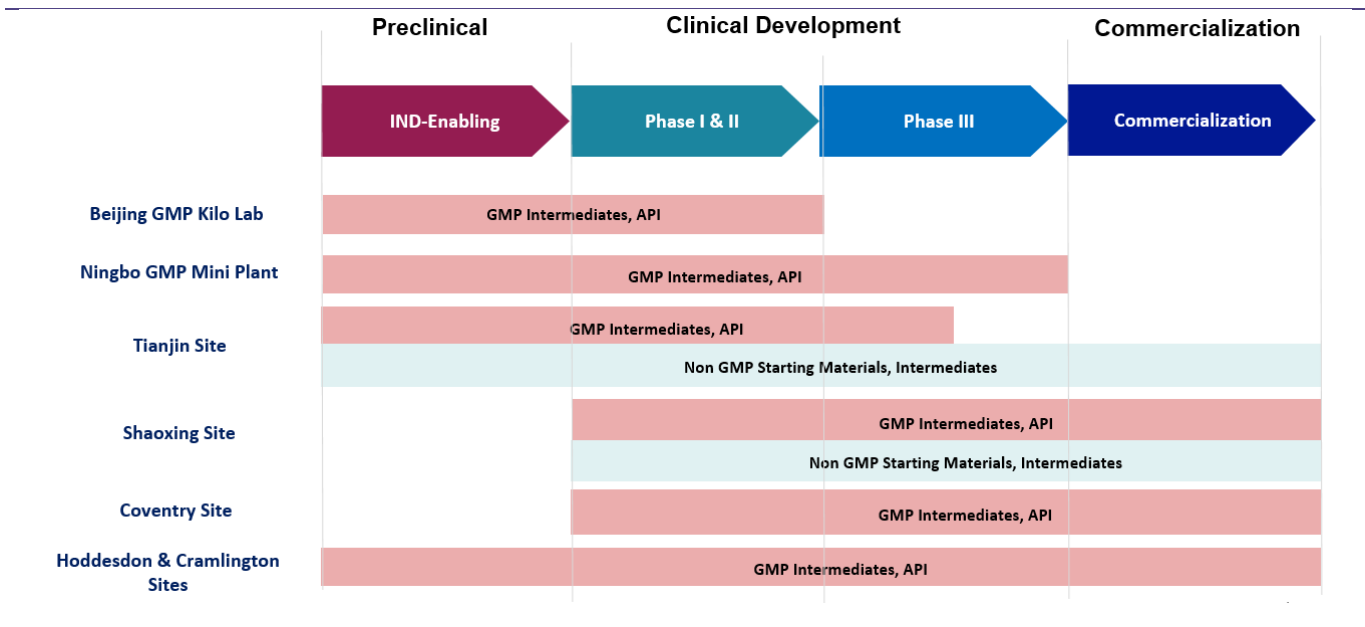 Preclinical
Clinical Development
Commercialization
IND-Enabling
Phase I & II
Phase III
Commercialization
Beijing GMP Kilo Lab
GMP Intermediates, API
Ningbo GMP Mini Plant
GMP Intermediates, API
Tianjin Site
GMP Intermediates, API
Non GMP Starting Materials, Intermediates
Shaoxing Site
GMP Intermediates, API
Non GMP Starting Materials, Intermediates
Coventry Site
GMP Intermediates, API
Hoddesdon & Cramlington
Sites
GMP Intermediates, API